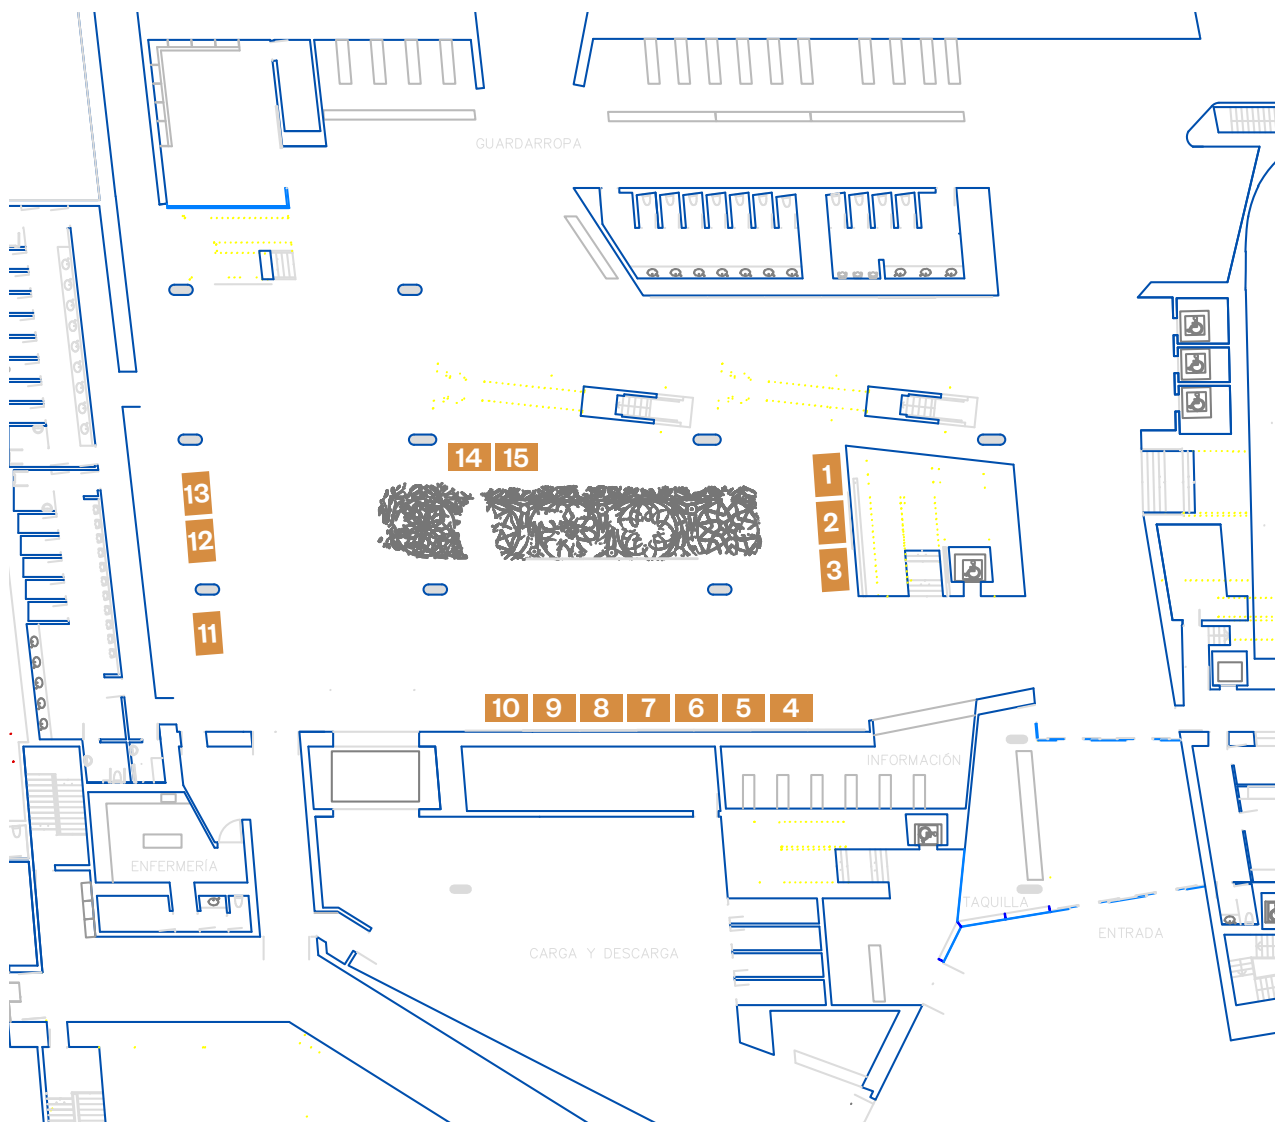 GUARDARROPA
14 15
1
2
3
13
12
11
10 9 8 7 6 5 4
INFORMACIÓN
ENFERMERÍA
TAQUILLA
ENTRADA
CARGA Y DESCARGA